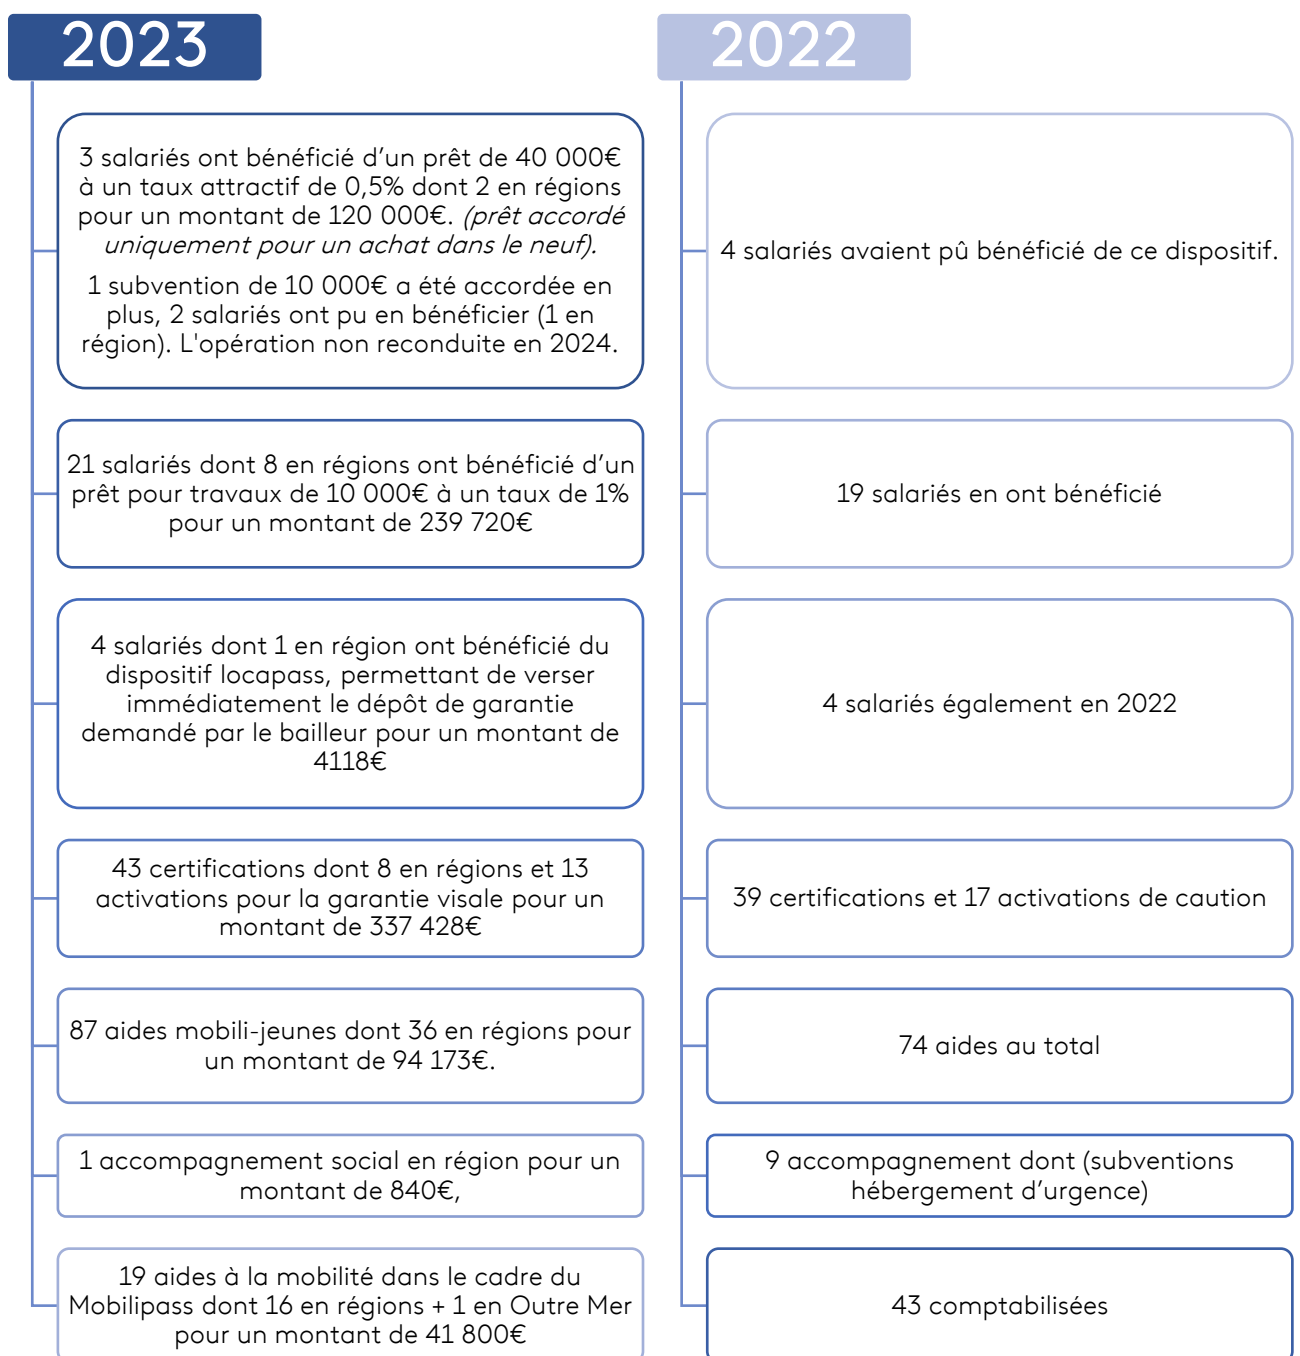 2023
3 salariés ont bénéficié d’un prêt de 40 000€
à un taux attractif de 0,5% dont 2 en régions
pour un montant de 120 000€. (prêt accordé
uniquement pour un achat dans le neuf).
1 subvention de 10 000€ a été accordée en
plus, 2 salariés ont pu en bénéficier (1 en
région). L'opération non reconduite en 2024.
21 salariés dont 8 en régions ont bénéficié d’un
prêt pour travaux de 10 000€ à un taux de 1%
pour un montant de 239 720€
4 salariés dont 1 en région ont bénéficié du
dispositif locapass, permettant de verser
immédiatement le dépôt de garantie
demandé par le bailleur pour un montant de
4118€
43 certifications dont 8 en régions et 13
activations pour la garantie visale pour un
montant de 337 428€
87 aides mobili-jeunes dont 36 en régions pour
un montant de 94 173€.
1 accompagnement social en région pour un
montant de 840€,
19 aides à la mobilité dans le cadre du
Mobilipass dont 16 en régions + 1 en Outre Mer
pour un montant de 41 800€
2022
4 salariés avaient pû bénéficié de ce dispositif.
19 salariés en ont bénéficié
4 salariés également en 2022
39 certifications et 17 activations de caution
74 aides au total
9 accompagnement dont (subventions
hébergement d’urgence)
43 comptabilisées